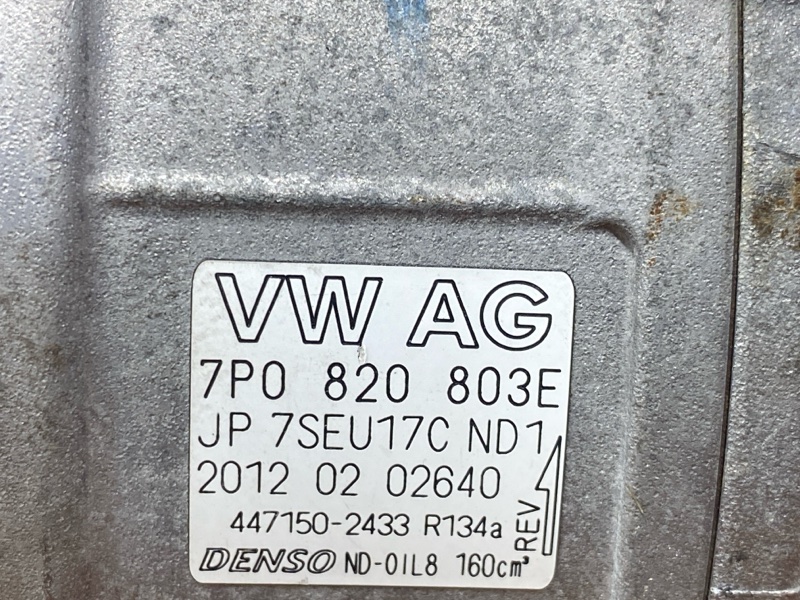 VW AG
7P0 820 803E
JP 7SEU17C ND1
2012 02 02640
447150-2433 R134a
DENSO ND-OIL8 160cm³
REV